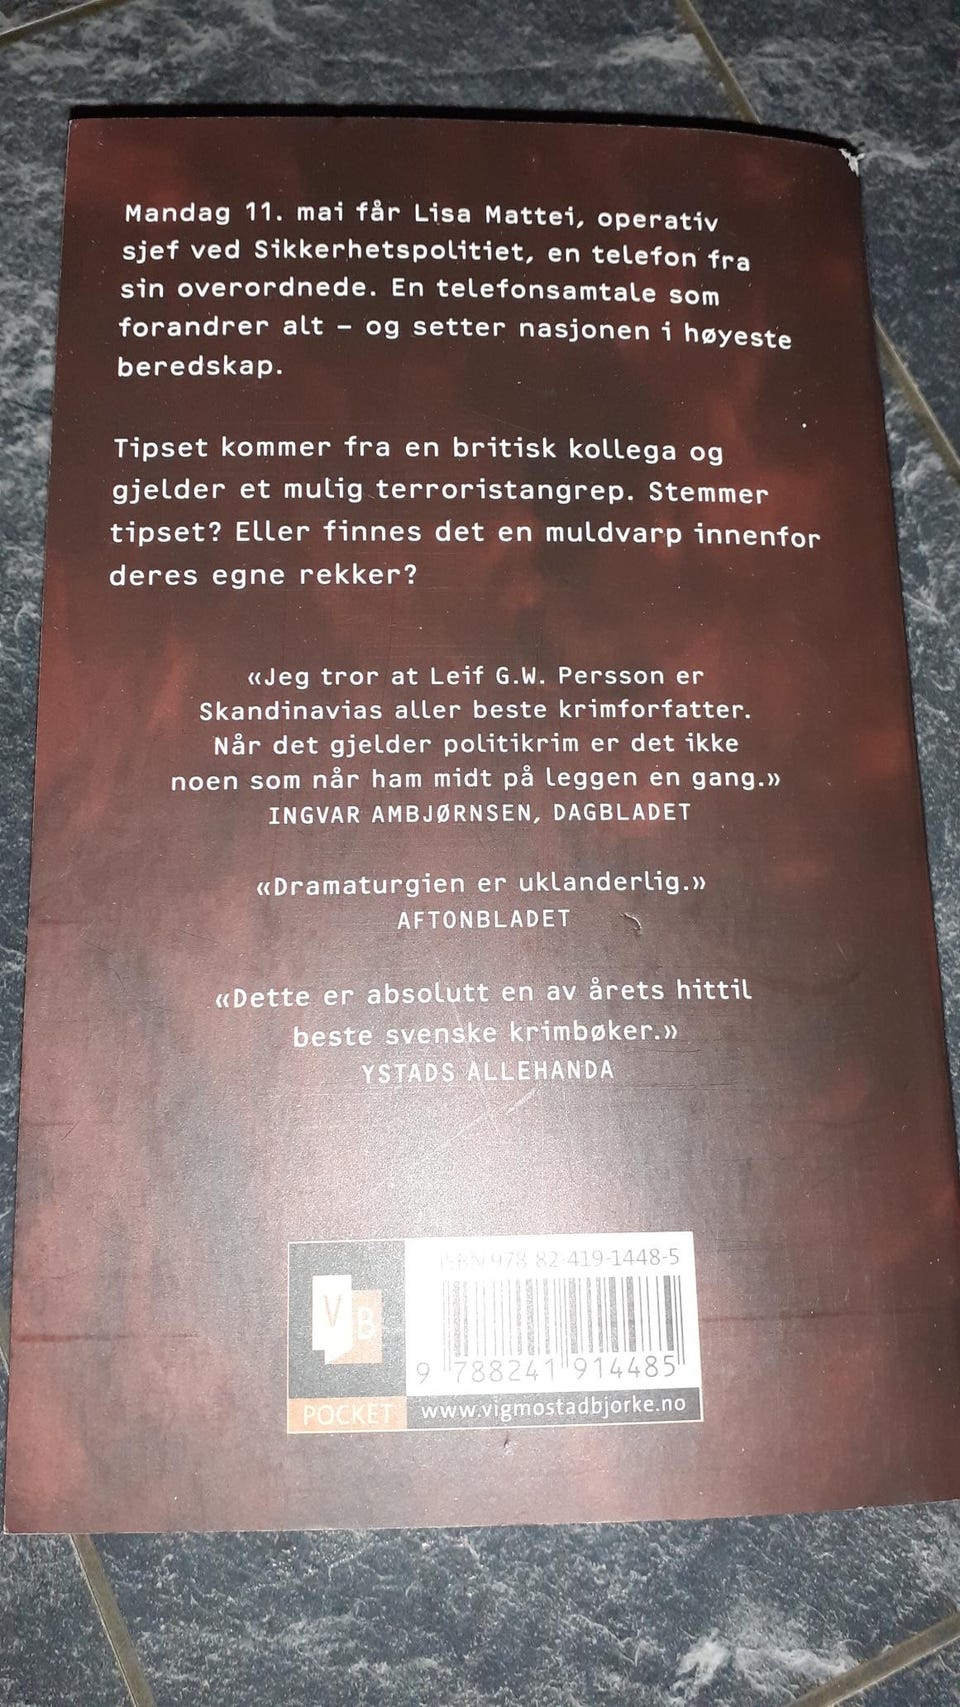 Mandag 11. mai får Lisa Mattei, operativ
sjef ved Sikkerhetspolitiet, en telefon fra
sin overordnede. En telefonsamtale som
forandrer alt – og setter nasjonen i høyeste
beredskap.
Tipset kommer fra en britisk kollega og
gjelder et mulig terroristangrep. Stemmer
tipset? Eller finnes det en muldvarp innenfor
deres egne rekker?
«Jeg tror at Leif G.W. Persson er
Skandinavias aller beste krimforfatter.
Når det gjelder politikrim er det ikke
noen som når ham midt på leggen en gang.»
INGVAR AMBJØRNSEN, DAGBLADET
«Dramaturgien er uklanderlig.»
AFTONBLADET
«Dette er absolutt en av årets hittil
beste svenske krimbøker.»
YSTADS ALLEHANDA
ISBN 978-82-419-1448-5
VB
9 788241 914485
POCKET
www.vigmostadbjorke.no